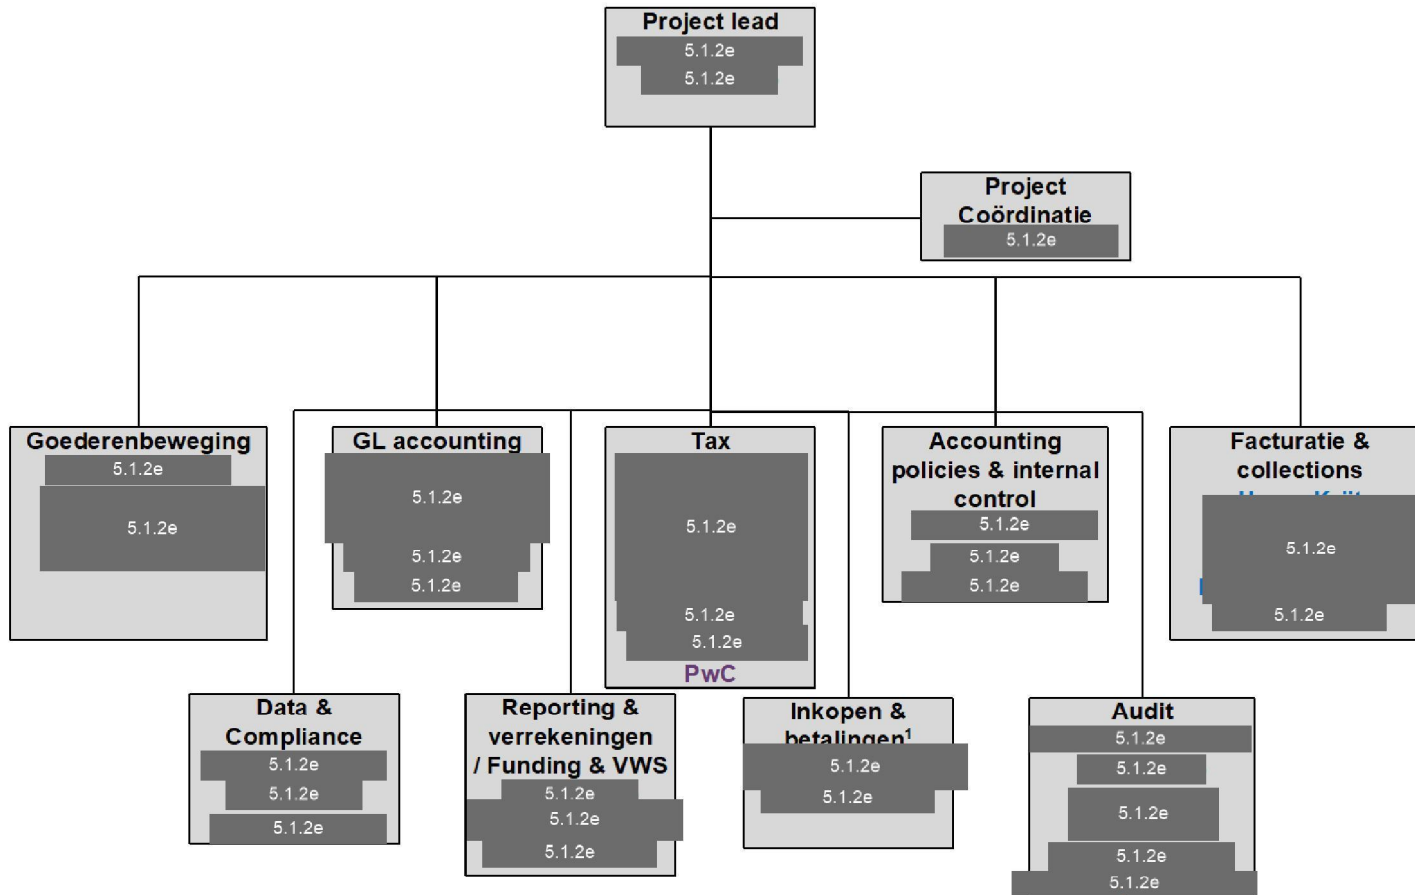 Project lead
5.1.2e
5.1.2e
Project
Coördinatie
5.1.2e
Goederenbeweging
5.1.2e
5.1.2e
GL accounting
5.1.2e
5.1.2e
5.1.2e
Tax
5.1.2e
5.1.2e
5.1.2e
PwC
Accounting
policies & internal
control
5.1.2e
5.1.2e
5.1.2e
Facturatie &
collections
5.1.2e
5.1.2e
Data &
Compliance
5.1.2e
5.1.2e
5.1.2e
Reporting &
verrekeningen
/ Funding & VWS
5.1.2e
5.1.2e
5.1.2e
Inkopen &
betalingen¹
5.1.2e
5.1.2e
Audit
5.1.2e
5.1.2e
5.1.2e
5.1.2e
5.1.2e